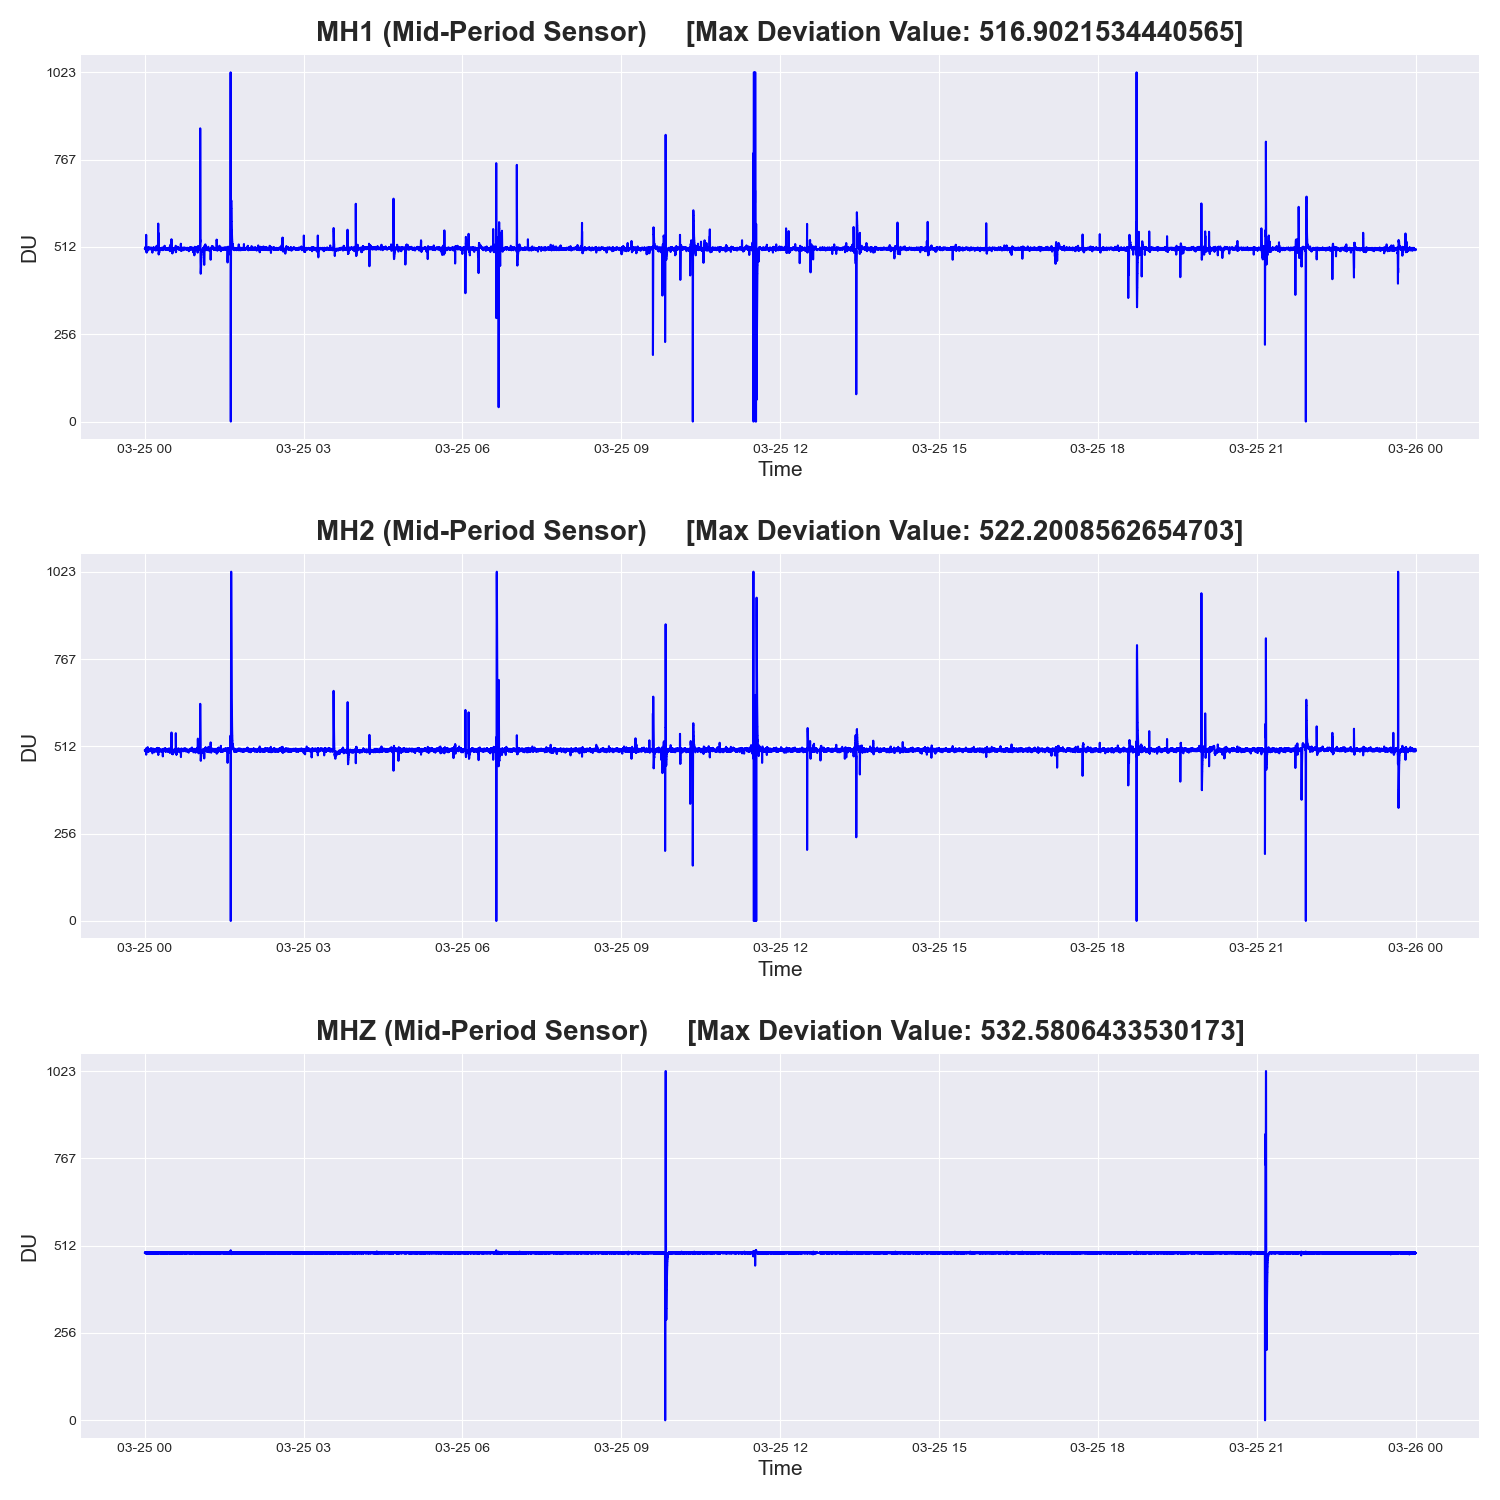 MH1 (Mid-Period Sensor) [Max Deviation Value: 516.9021534440565]
1023
767
512
256
0
DU
03-25 00 03-25 03 03-25 06 03-25 09 03-25 12 03-25 15 03-25 18 03-25 21 03-26 00
Time
MH2 (Mid-Period Sensor) [Max Deviation Value: 522.2008562654703]
1023
767
512
256
0
DU
03-25 00 03-25 03 03-25 06 03-25 09 03-25 12 03-25 15 03-25 18 03-25 21 03-26 00
Time
MHZ (Mid-Period Sensor) [Max Deviation Value: 532.5806433530173]
1023
767
512
256
0
DU
03-25 00 03-25 03 03-25 06 03-25 09 03-25 12 03-25 15 03-25 18 03-25 21 03-26 00
Time